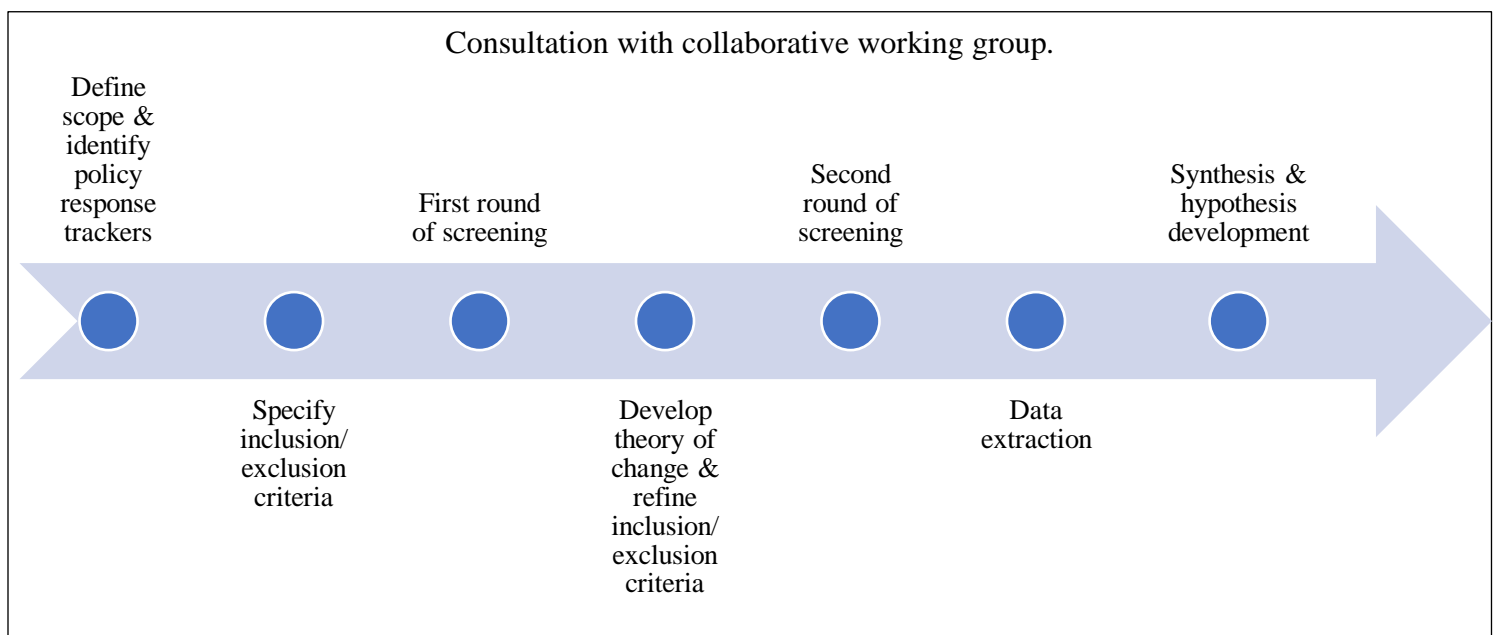 Consultation with collaborative working group.
Define
scope &
identify
policy
response
trackers
Specify
inclusion/
exclusion
criteria
First round
of screening
Develop
theory of
change &
refine
inclusion/
exclusion
criteria
Second
round of
screening
Data
extraction
Synthesis &
hypothesis
development